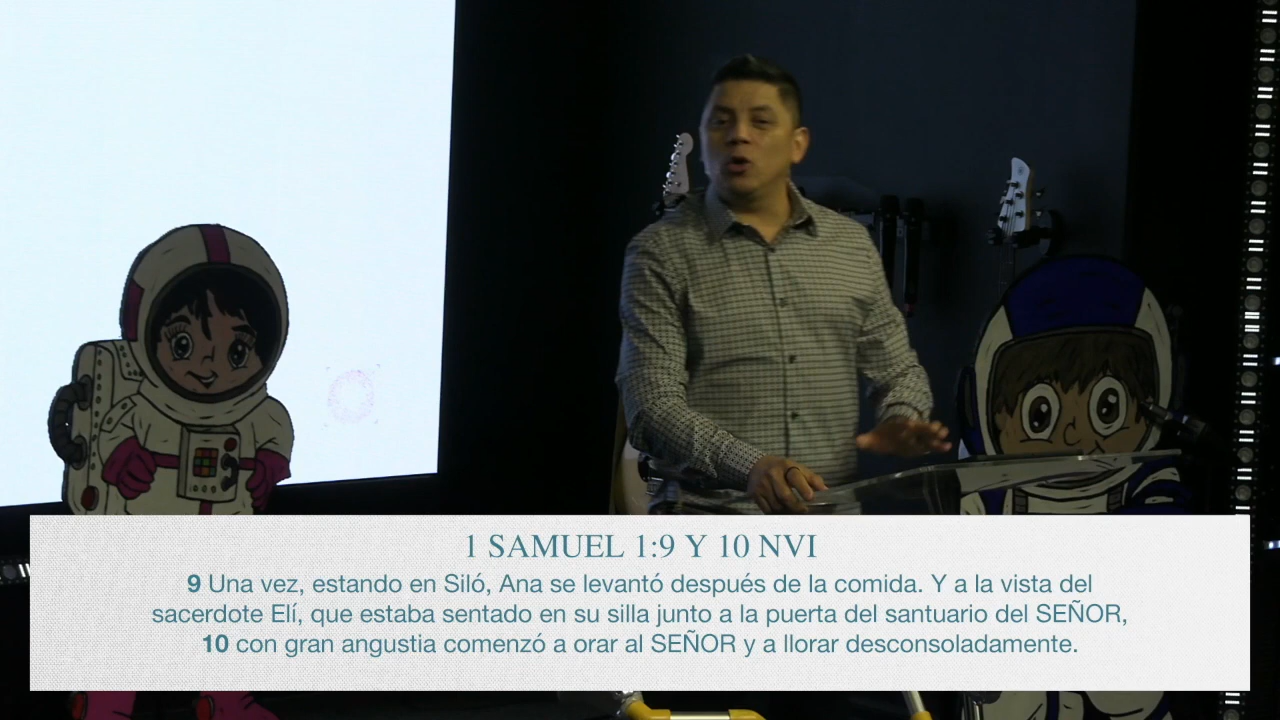 1 SAMUEL 1:9 Y 10 NVI
9 Una vez, estando en Siló, Ana se levantó después de la comida. Y a la vista del
sacerdote Elí, que estaba sentado en su silla junto a la puerta del santuario del SEÑOR,
10 con gran angustia comenzó a orar al SEÑOR y a llorar desconsoladamente.